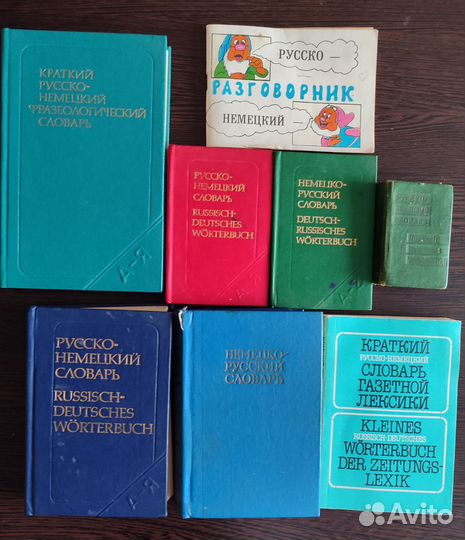 КРАТКИЙ
РУССКО-
НЕМЕЦКИЙ
ФРАЗЕОЛОГИЧЕСКИЙ
СЛОВАРЬ
А-Я
РУССКО —
РАЗГОВОРНИК
НЕМЕЦКИЙ —
РУССКО-
НЕМЕЦКИЙ
СЛОВАРЬ
RUSSISCH-
DEUTSCHES
WÖRTERBUCH
А-Я
НЕМЕЦКО-
РУССКИЙ
СЛОВАРЬ
DEUTSCH-
RUSSISCHES
WÖRTERBUCH
РУССКО-
НЕМЕЦКИЙ
СЛОВАРЬ
RUSSISCH-
DEUTSCHES
WÖRTERBUCH
А-Я
НЕМЕЦКО-
РУССКИЙ
СЛОВАРЬ
КРАТКИЙ
РУССКО-НЕМЕЦКИЙ
СЛОВАРЬ
ГАЗЕТНОЙ
ЛЕКСИКИ
KLEINES
RUSSISCH-DEUTSCHES
WÖRTERBUCH
DER ZEITUNGS-
LEXIK
Avito